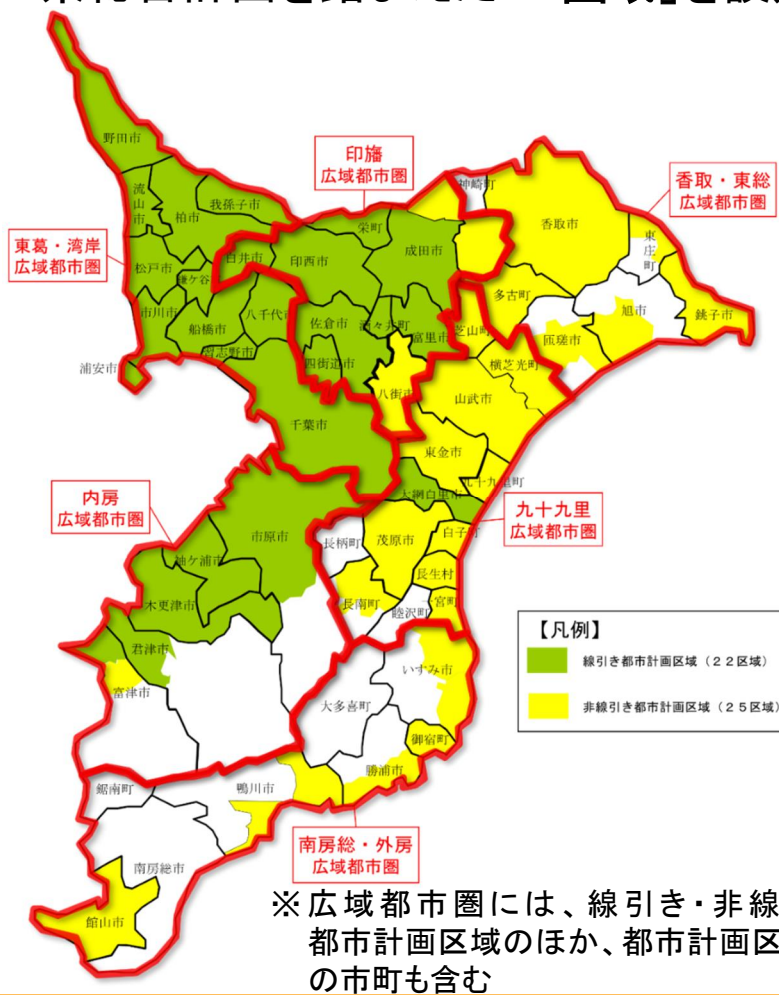 野田市
印旛
広域都市圏
神崎町
香取・東総
広域都市圏
流山市
我孫子市
柏市
栄町
香取市
成田市
東葛・湾岸
広域都市圏
松戸市
鎌ケ谷
白井市
印西市
東庄町
多古町
市川市
八千代市
佐倉市
酒々井町
富里市
芝山町
旭市
銚子市
船橋市
匝瑳市
習志野市
四街道市
横芝光町
浦安市
八街市
山武市
千葉市
東金市
九十九里町
大網白里市
内房
広域都市圏
九十九里
広域都市圏
市原市
長柄町
茂原市
白子町
袖ケ浦市
長生村
木更津市
長南町
睦沢町
一宮町
【凡例】
線引き都市計画区域(22区域)
非線引き都市計画区域(25区域)
君津市
いすみ市
富津市
大多喜町
御宿町
勝浦市
鋸南町
鴨川市
南房総・外房
広域都市圏
南房総市
館山市
※広域都市圏には、線引き・非線
都市計画区域のほか、都市計画区
の市町も含む